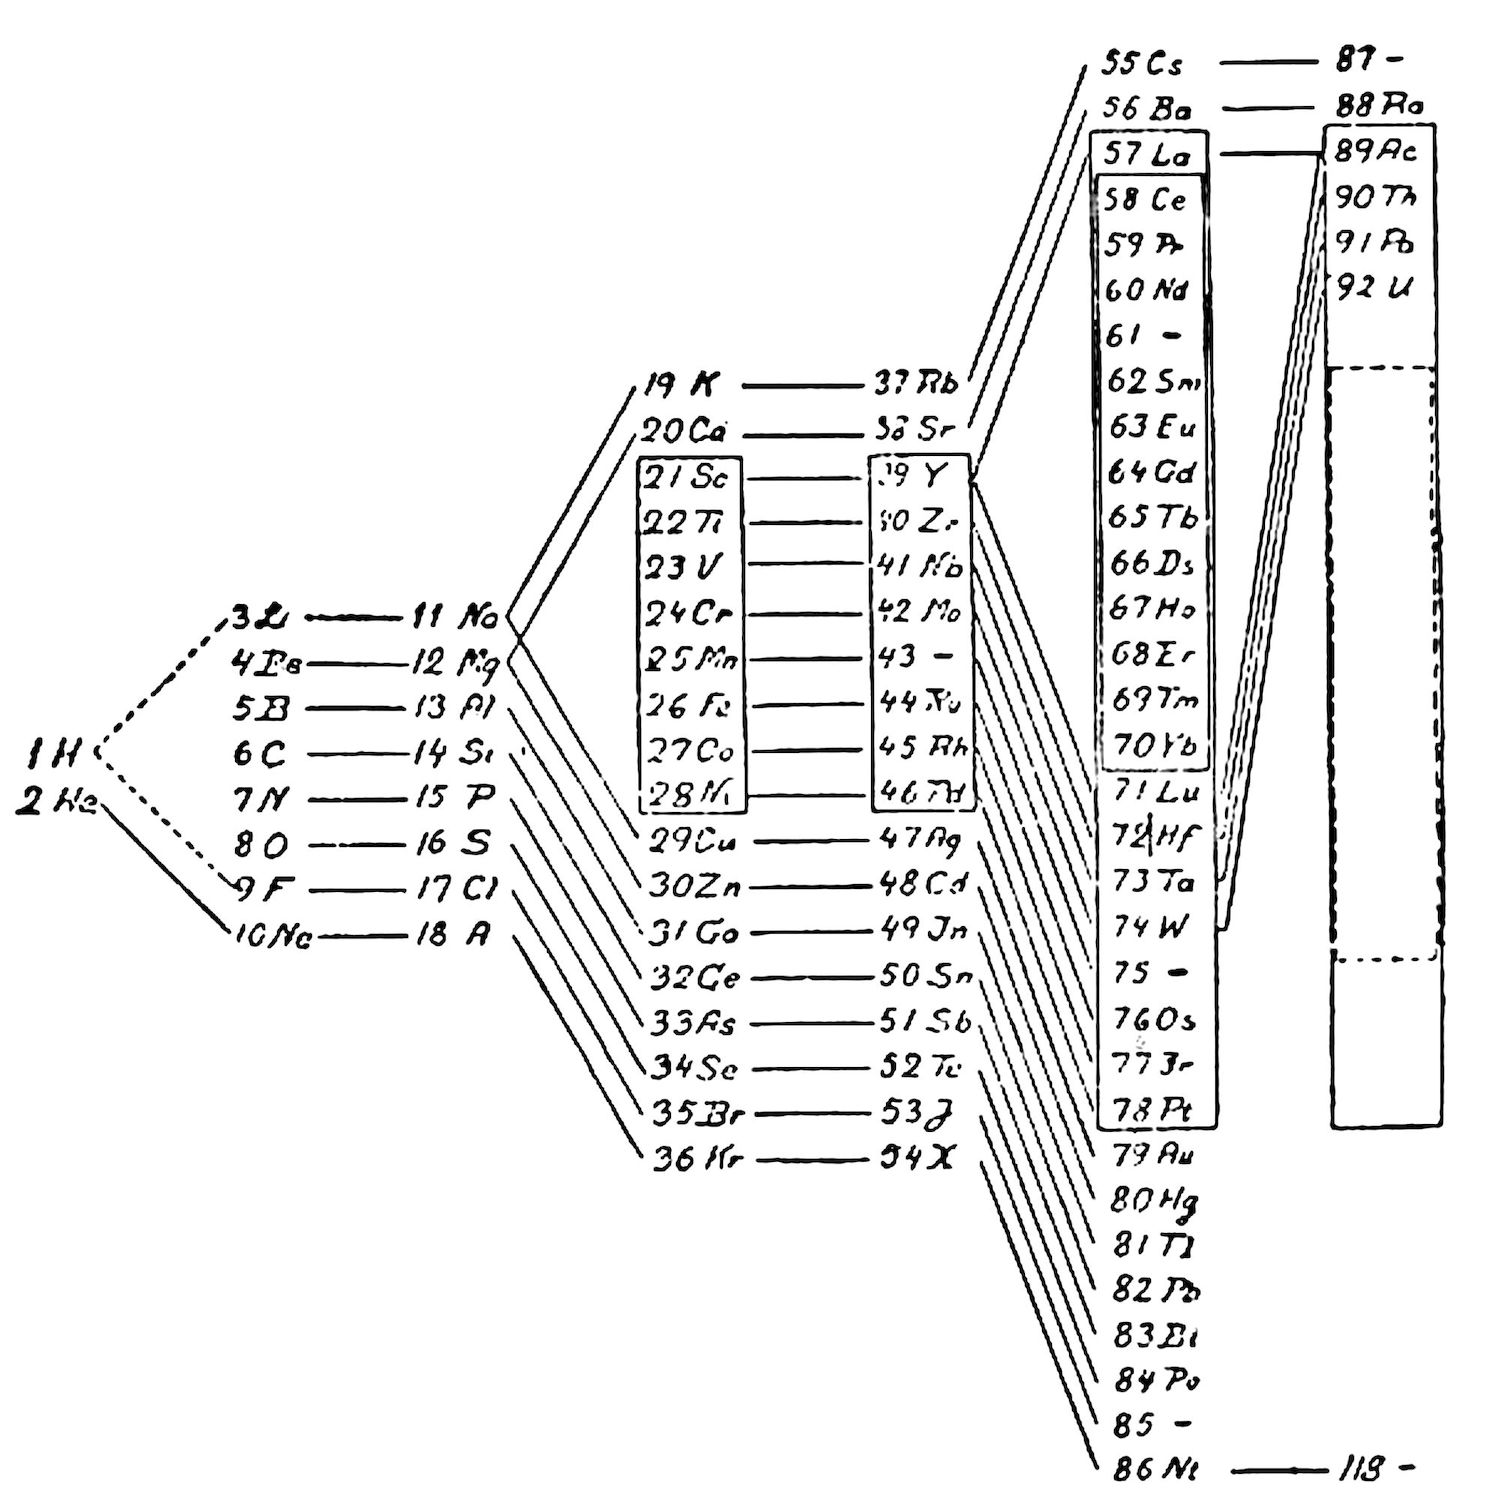 1 H
2 He
3 Li
4 Be
5 B
6 C
7 N
8 O
9 F
10 Ne
11 Na
12 Mg
13 Al
14 Si
15 P
16 S
17 Cl
18 A
19 K
20 Ca
21 Sc
22 Ti
23 V
24 Cr
25 Mn
26 Fe
27 Co
28 Ni
29 Cu
30 Zn
31 Ga
32 Ge
33 As
34 Se
35 Br
36 Kr
37 Rb
38 Sr
39 Y
40 Zr
41 Nb
42 Mo
43 -
44 Ru
45 Rh
46 Pd
47 Ag
48 Cd
49 Jn
50 Sn
51 Sb
52 Te
53 J
54 X
55 Cs
56 Ba
57 La
58 Ce
59 Pr
60 Nd
61 -
62 Sm
63 Eu
64 Gd
65 Tb
66 Ds
67 Ho
68 Er
69 Tm
70 Yb
71 Lu
72 Hf
73 Ta
74 W
75 -
76 Os
77 Jr
78 Pt
79 Au
80 Hg
81 Tl
82 Pb
83 Bi
84 Po
85 -
86 Nt
87 -
88 Ra
89 Ac
90 Th
91 Pa
92 U
118 -